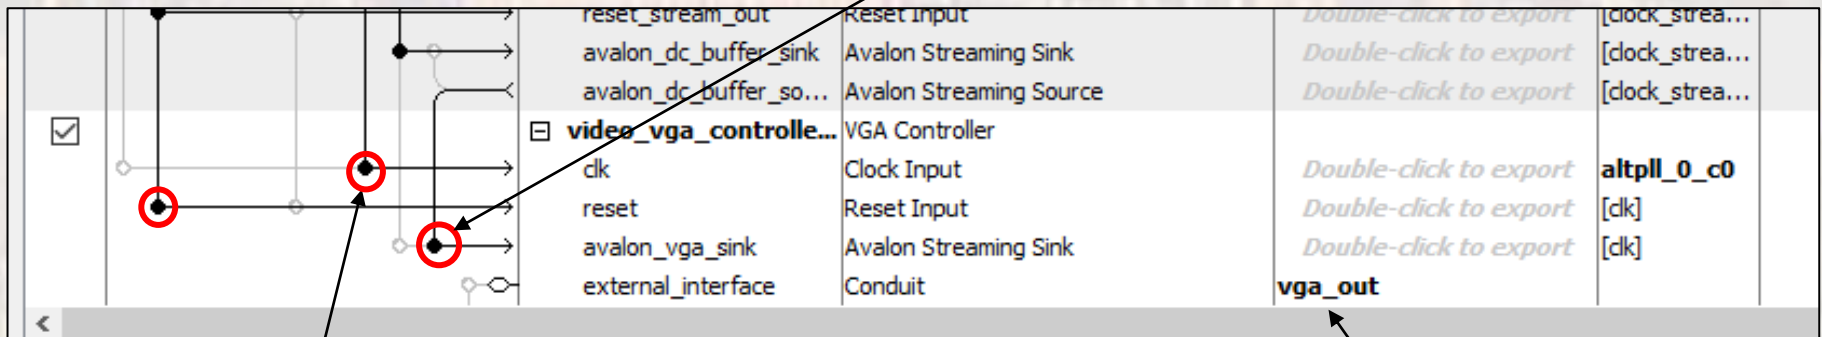 reset_stream_out Reset Input Double-click to export [clock_strea...
avalon_dc_buffer_sink Avalon Streaming Sink Double-click to export [clock_strea...
avalon_dc_buffer_so... Avalon Streaming Source Double-click to export [clock_strea...
video_vga_controlle... VGA Controller
clk Clock Input Double-click to export altpll_0_c0
reset Reset Input Double-click to export [clk]
avalon_vga_sink Avalon Streaming Sink Double-click to export [clk]
external_interface Conduit vga_out